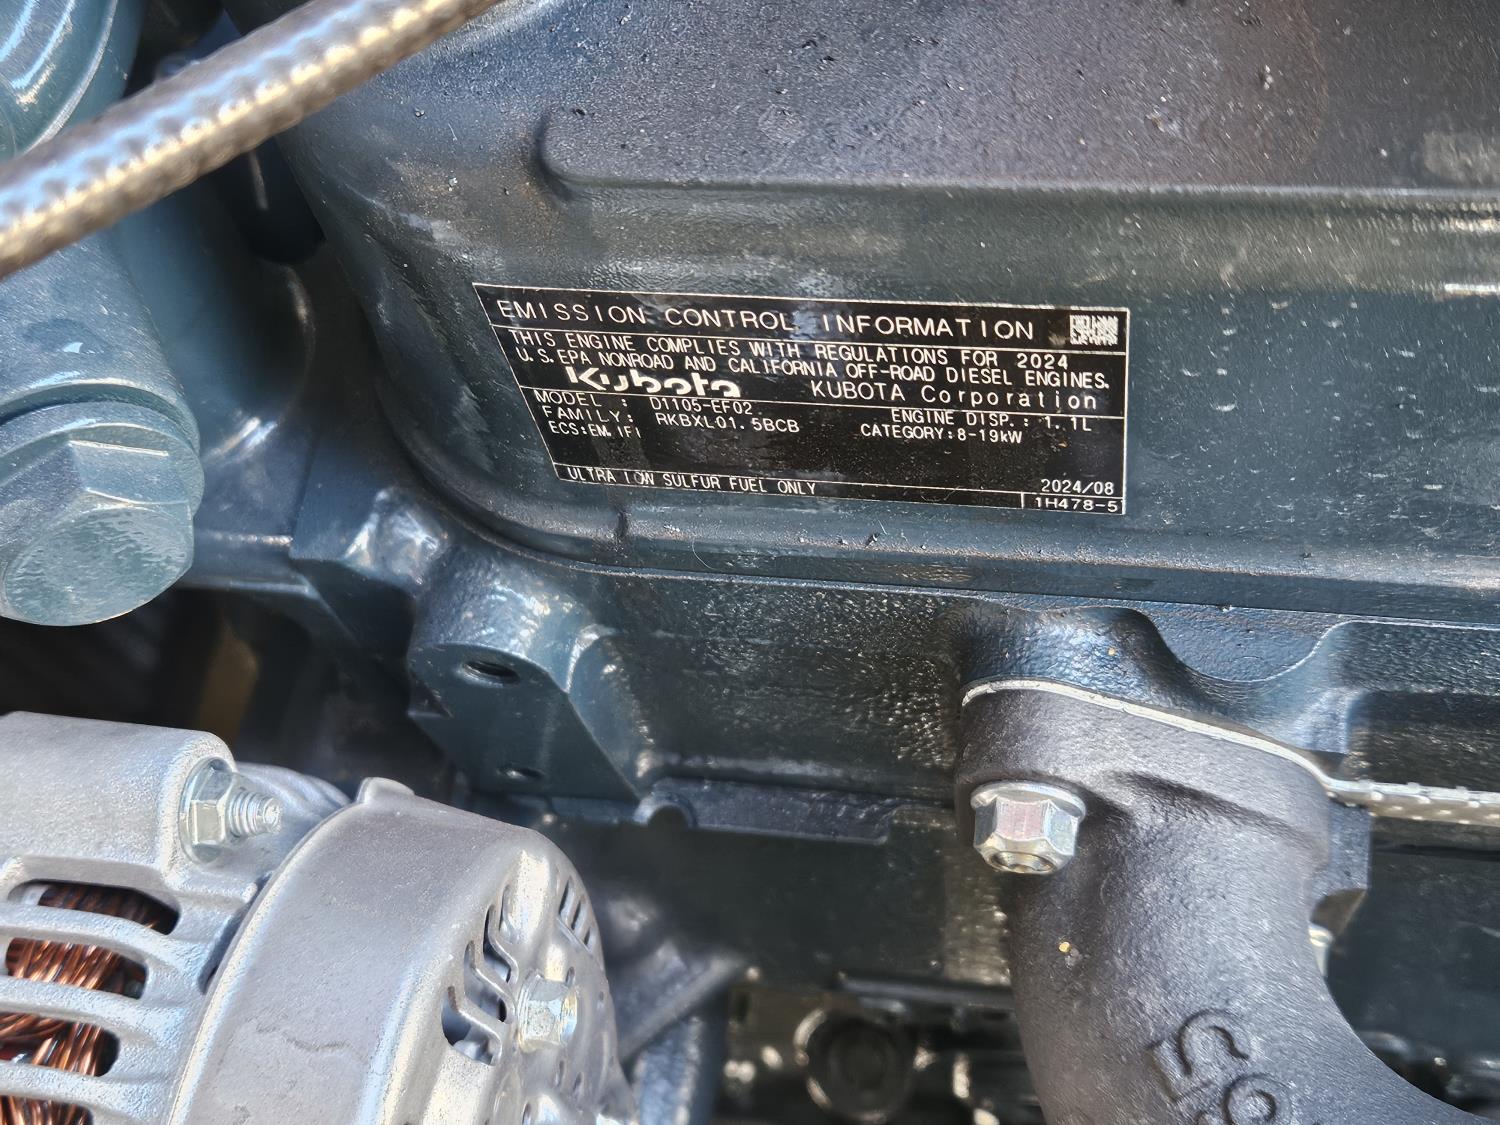 EMISSION CONTROL INFORMATION
THIS ENGINE COMPLIES WITH REGULATIONS FOR 2024
U.S. EPA NONROAD AND CALIFORNIA OFF-ROAD DIESEL ENGINES.
Kubota KUBOTA Corporation
MODEL : D1105-EF02 ENGINE DISP.: 1.1L
FAMILY: RKBXL01.5BCB CATEGORY:8-19kW
ECS:EM, IFI
ULTRA LOW SULFUR FUEL ONLY 2024/08
1H478-5